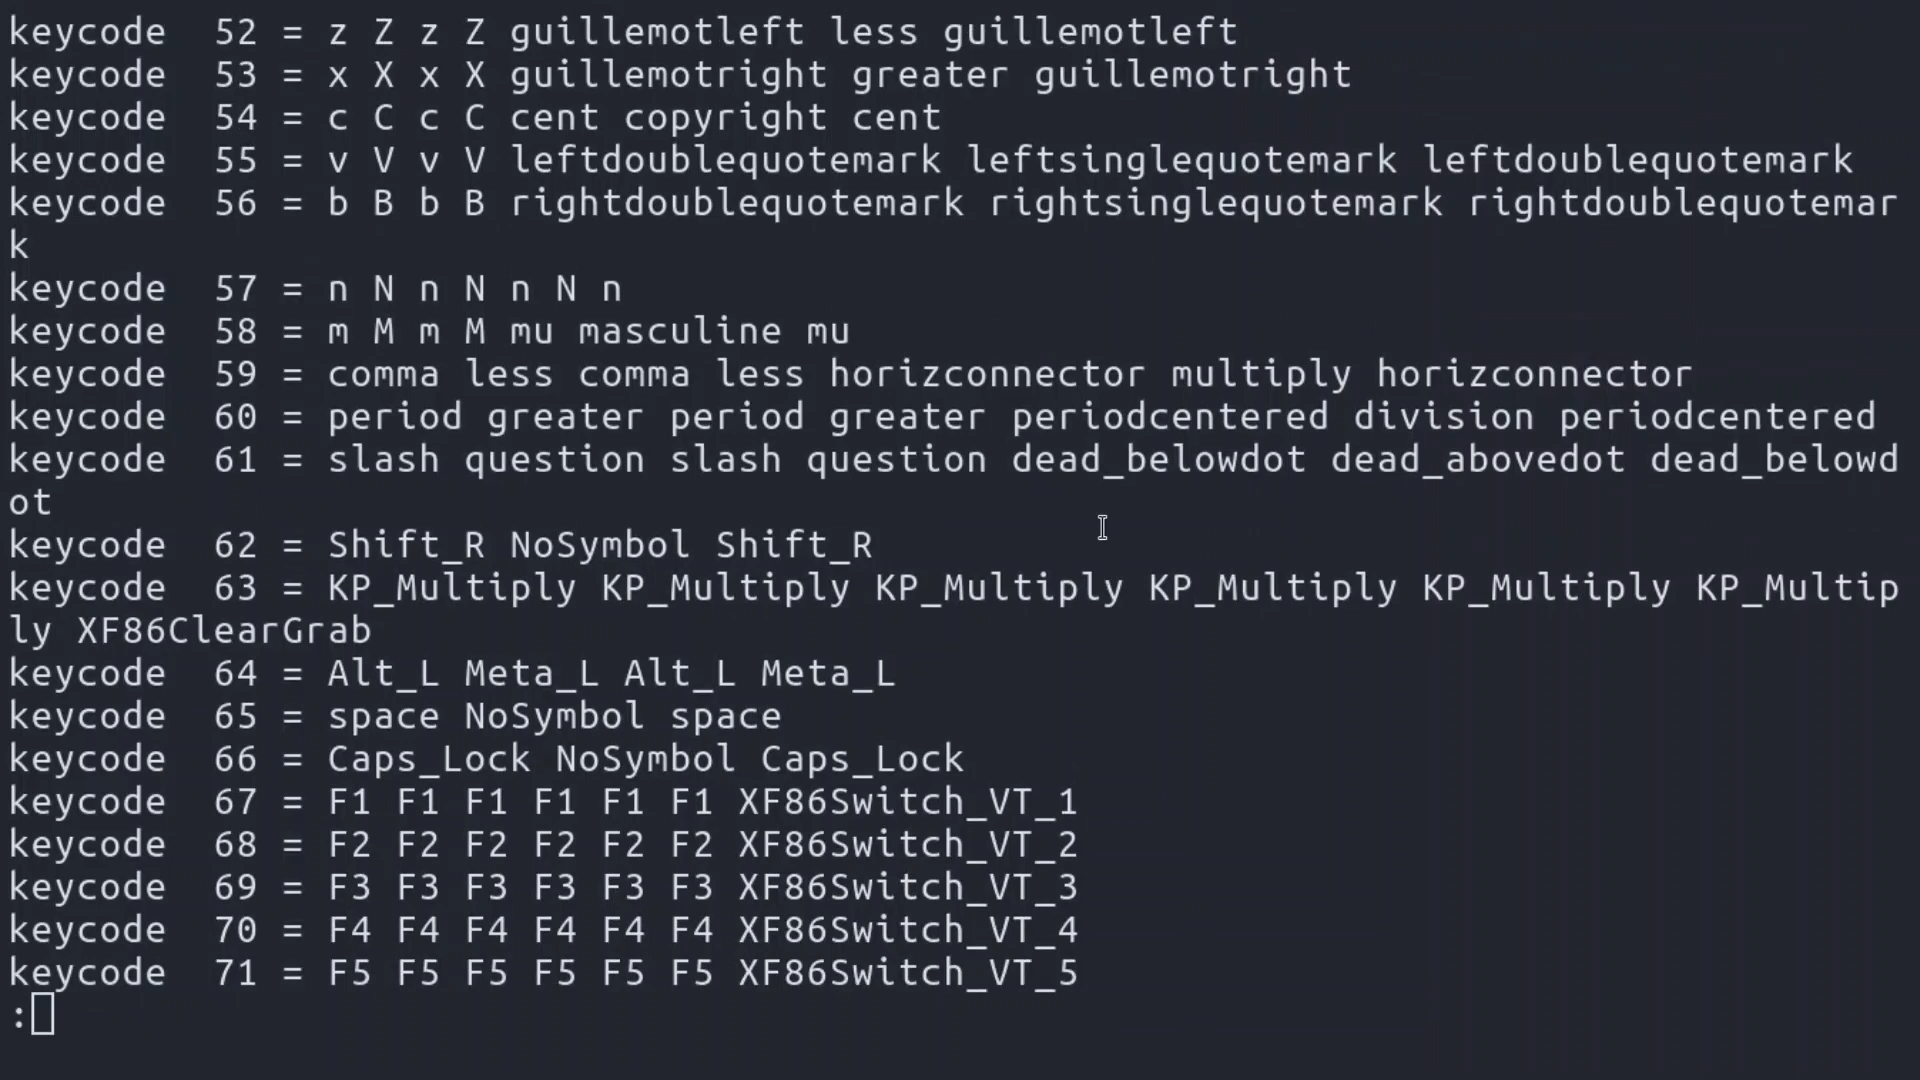 keycode  52 = z Z z Z guillemotleft less guillemotleft
keycode  53 = x X x X guillemotright greater guillemotright
keycode  54 = c C c C cent copyright cent
keycode  55 = v V v V leftdoublequotemark leftsinglequotemark leftdoublequotemark
keycode  56 = b B b B rightdoublequotemark rightsinglequotemark rightdoublequotemar
k
keycode  57 = n N n N n N n
keycode  58 = m M m M mu masculine mu
keycode  59 = comma less comma less horizconnector multiply horizconnector
keycode  60 = period greater period greater periodcentered division periodcentered
keycode  61 = slash question slash question dead_belowdot dead_abovedot dead_belowd
ot
keycode  62 = Shift_R NoSymbol Shift_R
keycode  63 = KP_Multiply KP_Multiply KP_Multiply KP_Multiply KP_Multiply KP_Multip
ly XF86ClearGrab
keycode  64 = Alt_L Meta_L Alt_L Meta_L
keycode  65 = space NoSymbol space
keycode  66 = Caps_Lock NoSymbol Caps_Lock
keycode  67 = F1 F1 F1 F1 F1 F1 XF86Switch_VT_1
keycode  68 = F2 F2 F2 F2 F2 F2 XF86Switch_VT_2
keycode  69 = F3 F3 F3 F3 F3 F3 XF86Switch_VT_3
keycode  70 = F4 F4 F4 F4 F4 F4 XF86Switch_VT_4
keycode  71 = F5 F5 F5 F5 F5 F5 XF86Switch_VT_5
: